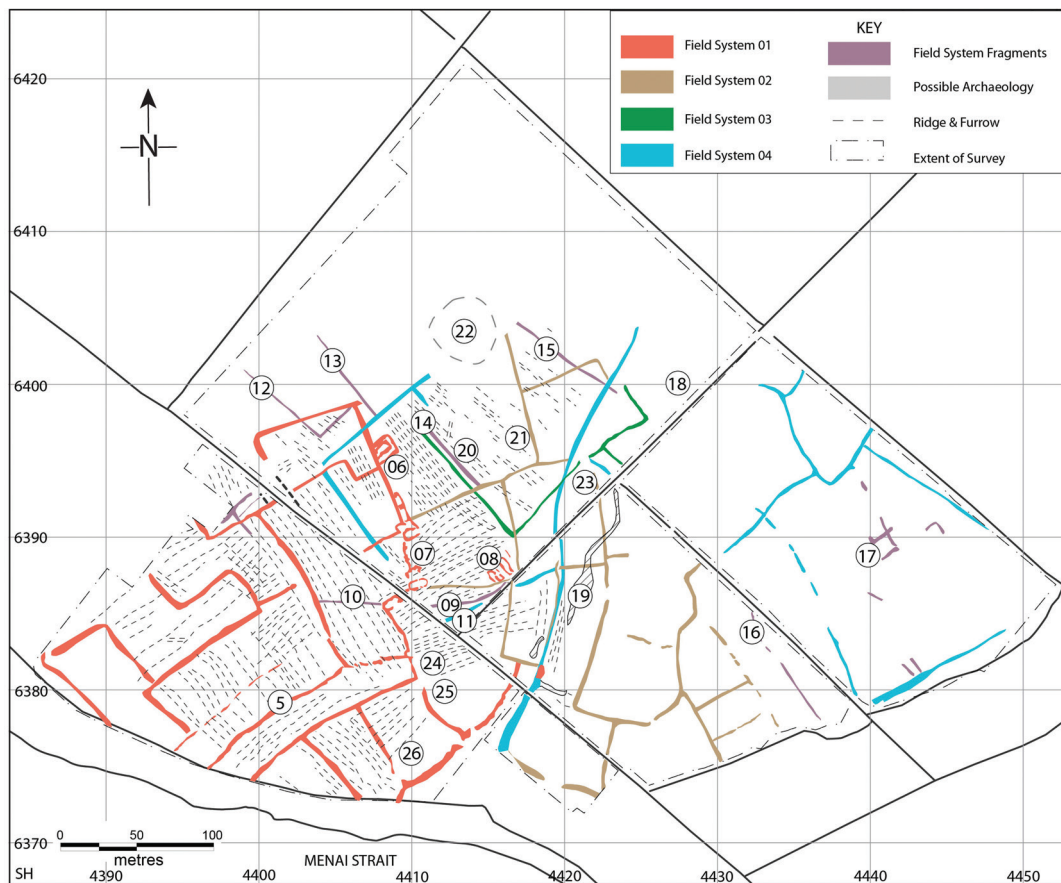 KEY
Field System 01
Field System 02
Field System 03
Field System 04
Field System Fragments
Possible Archaeology
Ridge & Furrow
Extent of Survey
N
6420
6410
6400
6390
6380
6370
22
15
13
12
18
14
20
21
06
23
07
08
17
10
09
11
19
16
24
25
5
26
0 50 100
metres
MENAI STRAIT
SH
4390 4400 4410 4420 4430 4440 4450